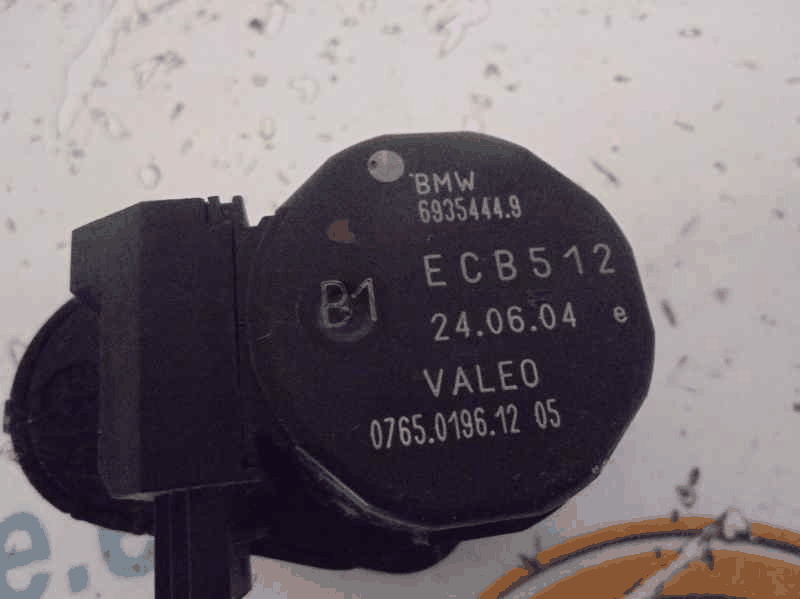 BMW
6935444.9
ECB512
B1
24.06.04 e
VALEO
0765.0196.12 05
e.